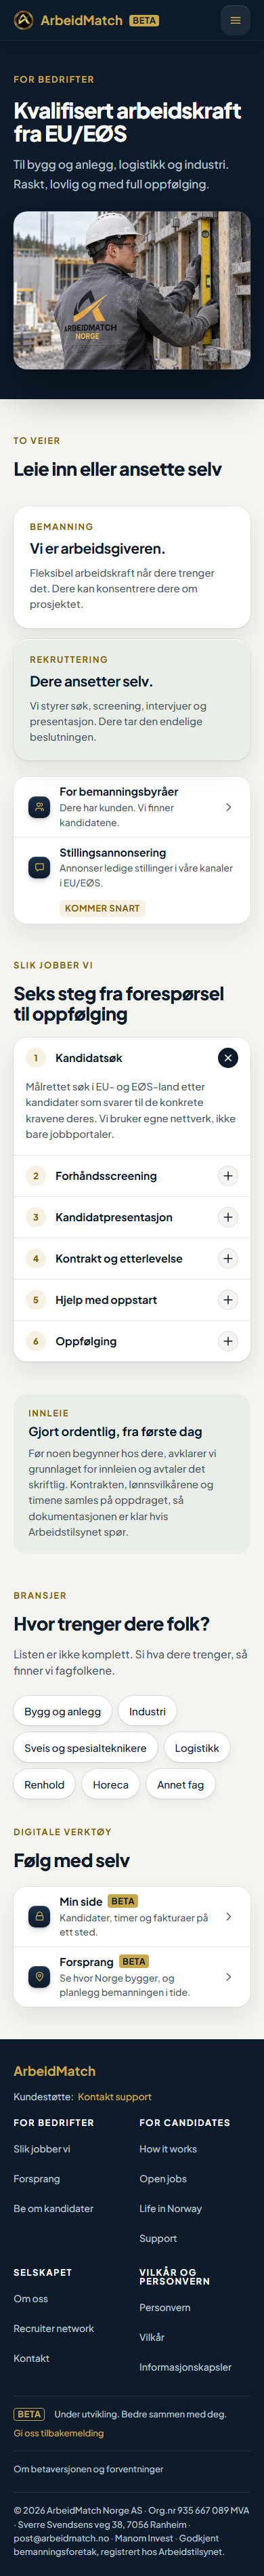 ArbeidMatch BETA
FOR BEDRIFTER
Kvalifisert arbeidskraft
fra EU/EØS
Til bygg og anlegg, logistikk og industri.
Raskt, lovlig og med full oppfølging.
ARBEIDMATCH
NORGE
TO VEIER
Leie inn eller ansette selv
BEMANNING
Vi er arbeidsgiveren.
Fleksibel arbeidskraft når dere trenger
det. Dere kan konsentrere dere om
prosjektet.
REKRUTTERING
Dere ansetter selv.
Vi styrer søk, screening, intervjuer og
presentasjon. Dere tar den endelige
beslutningen.
For bemanningsbyråer
Dere har kunden. Vi finner
kandidatene.
Stillingsannonsering
Annonser ledige stillinger i våre kanaler
i EU/EØS.
KOMMER SNART
SLIK JOBBER VI
Seks steg fra forespørsel
til oppfølging
1 Kandidatsøk
Målrettet søk i EU- og EØS-land etter
kandidater som svarer til de konkrete
kravene deres. Vi bruker egne nettverk, ikke
bare jobbportaler.
2 Forhåndsscreening
3 Kandidatpresentasjon
4 Kontrakt og etterlevelse
5 Hjelp med oppstart
6 Oppfølging
INNLEIE
Gjort ordentlig, fra første dag
Før noen begynner hos dere, avklarer vi
grunnlaget for innleien og avtaler det
skriftlig. Kontrakten, lønnsvilkårene og
timene samles på oppdraget, så
dokumentasjonen er klar hvis
Arbeidstilsynet spør.
BRANSJER
Hvor trenger dere folk?
Listen er ikke komplett. Si hva dere trenger, så
finner vi fagfolkene.
Bygg og anlegg Industri
Sveis og spesialteknikere Logistikk
Renhold Horeca Annet fag
DIGITALE VERKTØY
Følg med selv
Min side BETA
Kandidater, timer og fakturaer på
ett sted.
Forsprang BETA
Se hvor Norge bygger, og
planlegg bemanningen i tide.
ArbeidMatch
Kundestøtte: Kontakt support
FOR BEDRIFTER
Slik jobber vi
Forsprang
Be om kandidater
FOR CANDIDATES
How it works
Open jobs
Life in Norway
Support
SELSKAPET
Om oss
Recruiter network
Kontakt
VILKÅR OG
PERSONVERN
Personvern
Vilkår
Informasjonskapsler
BETA Under utvikling. Bedre sammen med deg.
Gi oss tilbakemelding
Om betaversjonen og forventninger
© 2026 ArbeidMatch Norge AS · Org.nr 935 667 089 MVA
· Sverre Svendsens veg 38, 7056 Ranheim ·
post@arbeidmatch.no · Manom Invest · Godkjent
bemanningsforetak, registrert hos Arbeidstilsynet.